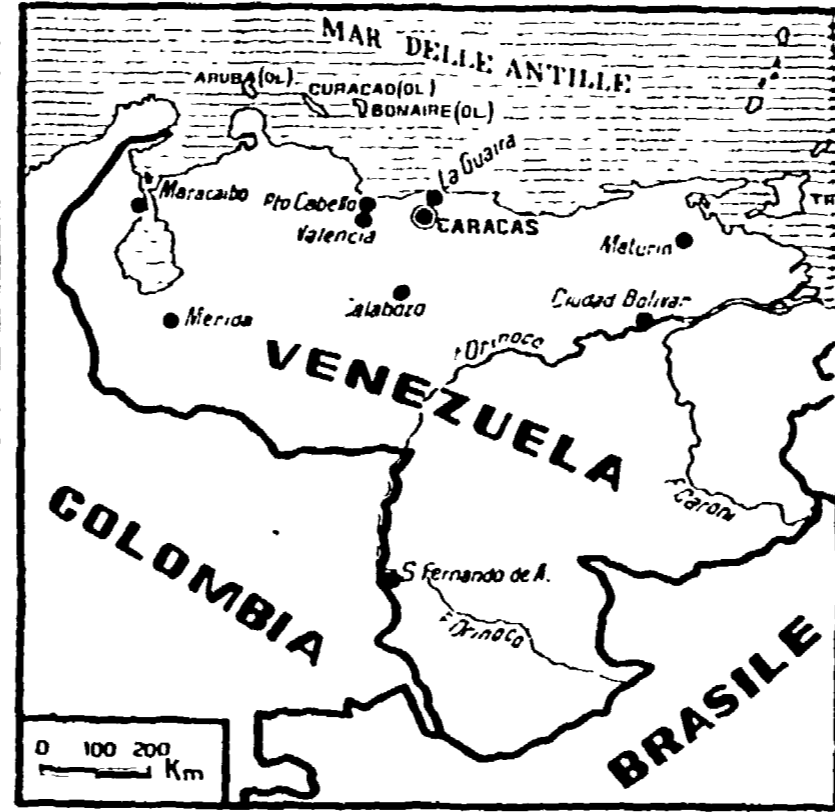 MAR DELLE ANTILLE
ARUBA(OL)
CURACAO(OL)
BONAIRE(OL)
La Guaira
Maracaibo
Pto Cabello
Valencia
CARACAS
TR
Maturin
Calabozo
Ciudad Bolivar
Merida
F Orinoco
VENEZUELA
F. Caroni
COLOMBIA
S Fernando de A.
F Orinoco
BRASILE
0 100 200
Km